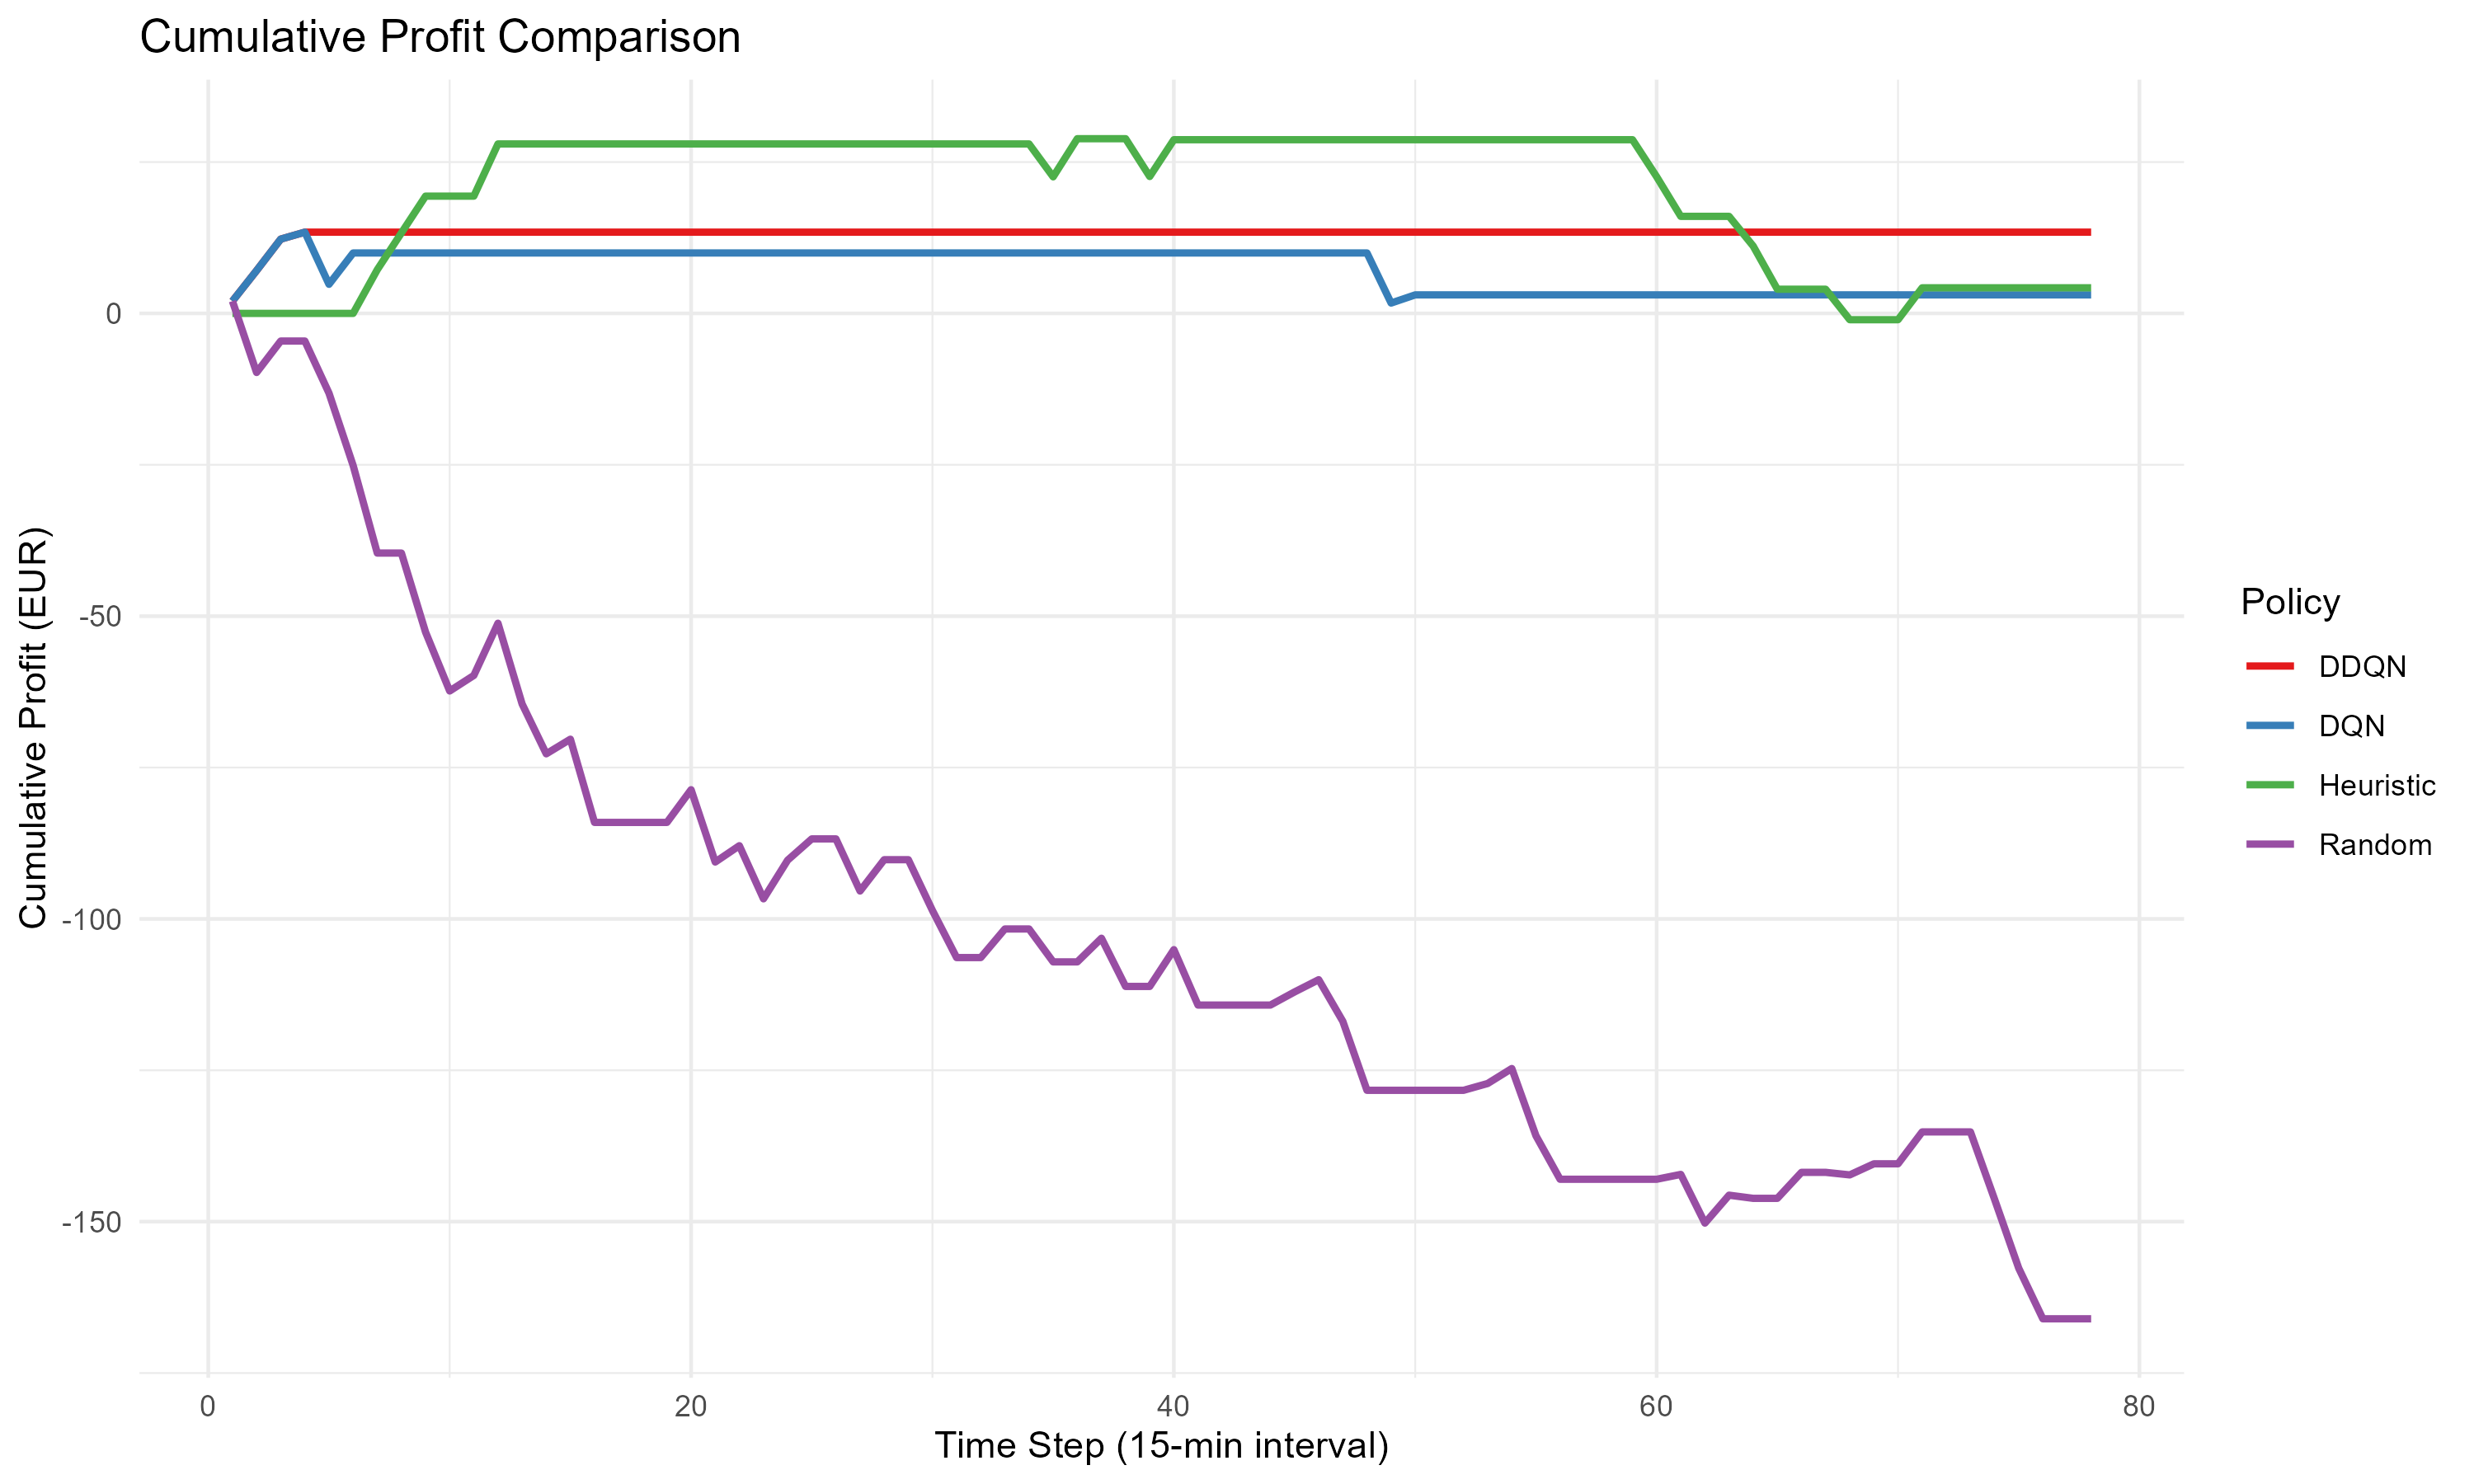 Cumulative Profit Comparison
Cumulative Profit (EUR)
0
-50
-100
-150
0
20
40
60
80
Time Step (15-min interval)
Policy
DDQN
DQN
Heuristic
Random